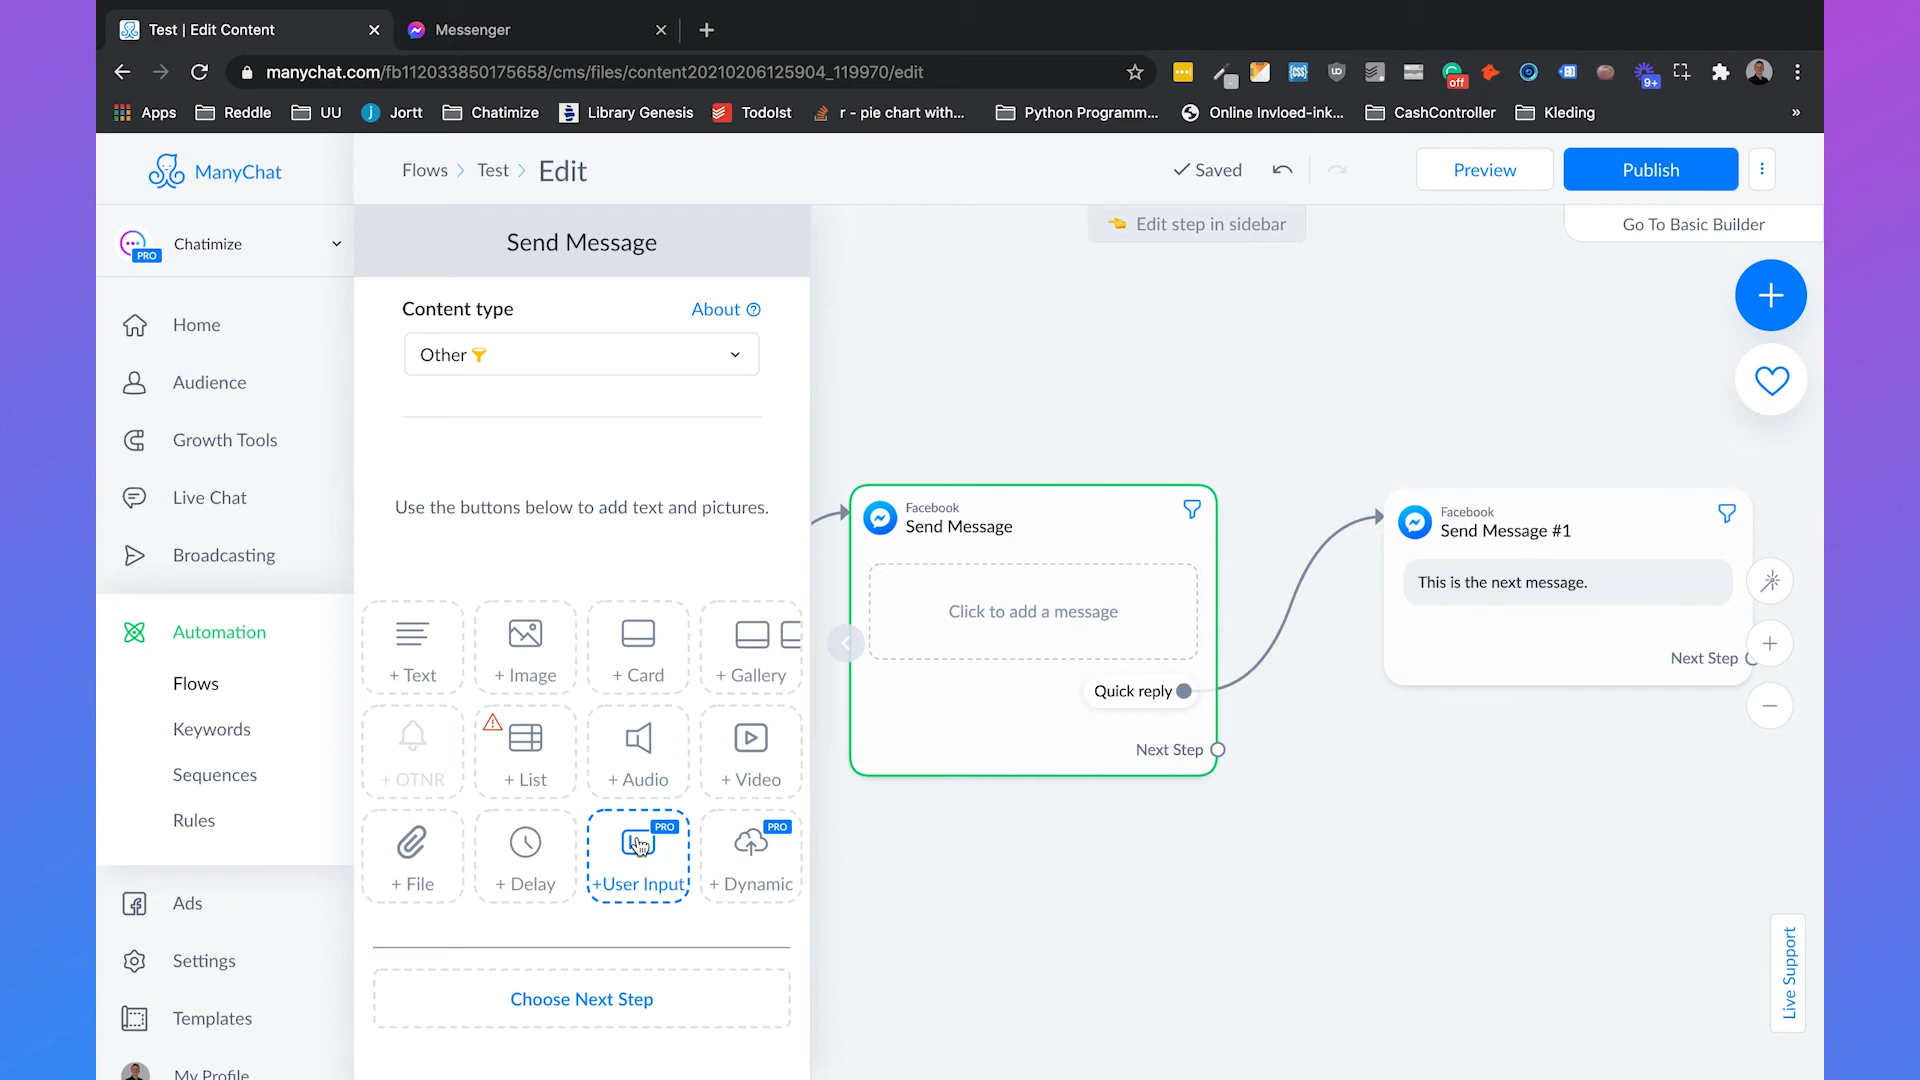 Test | Edit Content
Messenger
manychat.com/fb112033850175658/cms/files/content20210206125904_119970/edit
off
9+
Apps
Reddle
UU
Jortt
Chatimize
Library Genesis
TodoIst
r - pie chart with...
Python Programm...
Online Invloed-ink...
CashController
Kleding
»
ManyChat
Flows
Test
Edit
Saved
Preview
Publish
Chatimize
PRO
Send Message
Edit step in sidebar
Go To Basic Builder
Home
Audience
Growth Tools
Live Chat
Broadcasting
Automation
Flows
Keywords
Sequences
Rules
Ads
Settings
Templates
My Profile
Content type
About
Other
Use the buttons below to add text and pictures.
+ Text
+ Image
+ Card
+ Gallery
+ OTNR
+ List
+ Audio
+ Video
PRO
PRO
+ File
+ Delay
+User Input
+ Dynamic
Choose Next Step
Facebook
Send Message
Click to add a message
Quick reply
Next Step
Facebook
Send Message #1
This is the next message.
Next Step
Live Support